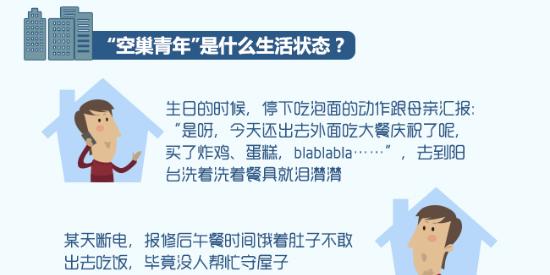 “空巢青年”是什么生活状态？
生日的时候，停下吃泡面的动作跟母亲汇报：
“是呀，今天还出去外面吃大餐庆祝了呢，
买了炸鸡、蛋糕，blablabla……”，去到阳
台洗着洗着餐具就泪潸潸
某天断电，报修后午餐时间饿着肚子不敢
出去吃饭，毕竟没人帮忙守屋子